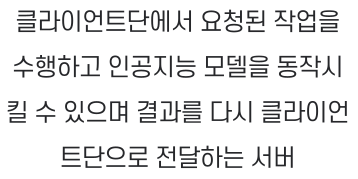 클라이언트단에서 요청된 작업을
수행하고 인공지능 모델을 동작시
킬 수 있으며 결과를 다시 클라이언
트단으로 전달하는 서버